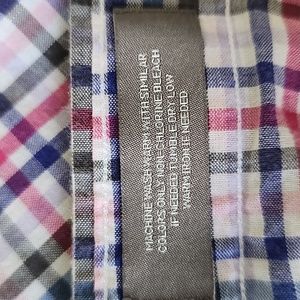 MACHINE WASH WARM WITH SIMILAR
COLORS ONLY NON-CHLORINE BLEACH
IF NEEDED TUMBLE DRY LOW
WARM IRON IF NEEDED